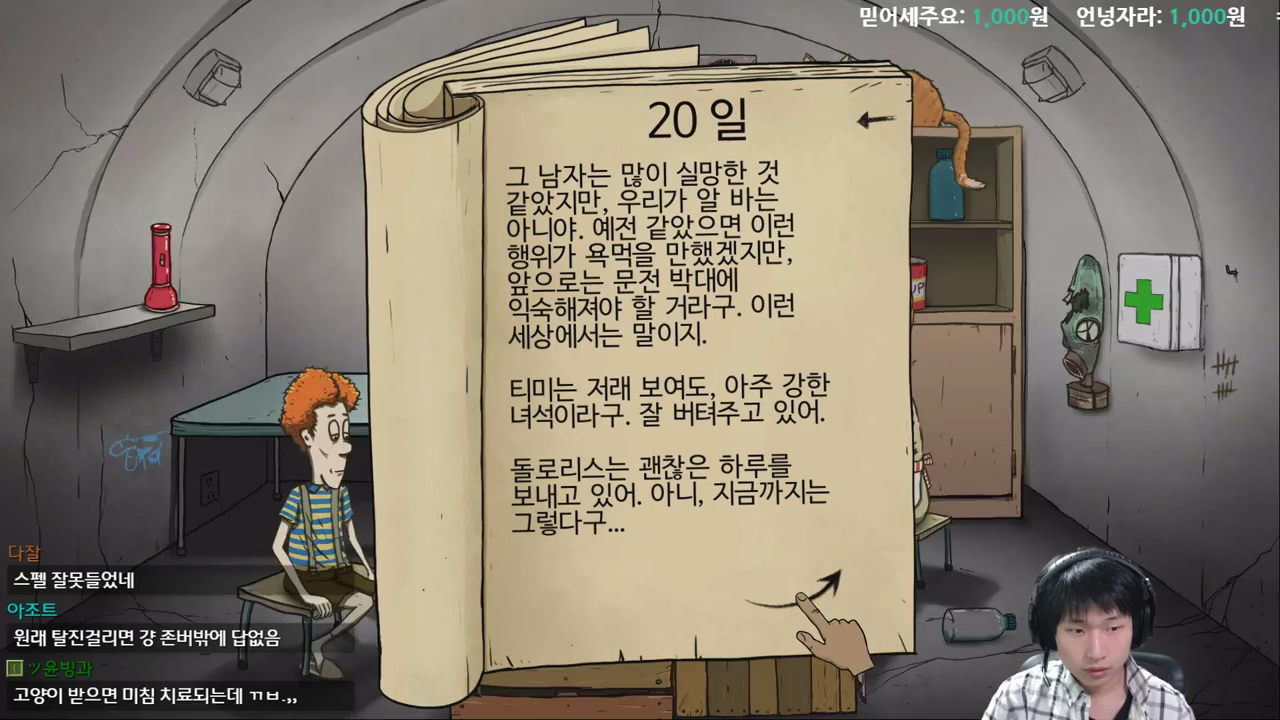 믿어세주요: 1,000원 언넝자라: 1,000원
20 일
그 남자는 많이 실망한 것
같았지만, 우리가 알 바는
아니야. 예전 같았으면 이런
행위가 욕먹을 만했겠지만,
앞으로는 문전 박대에
익숙해져야 할 거라구. 이런
세상에서는 말이지.
티미는 저래 보여도, 아주 강한
녀석이라구. 잘 버텨주고 있어.
돌로리스는 괜찮은 하루를
보내고 있어. 아니, 지금까지는
그렇다구...
UP
다잘
스펠 잘못들었네
아조트
원래 탈진걸리면 걍 존버밖에 답없음
ツ윤빙과
고양이 받으면 미침 치료되는데 ㄲㅂ.,,